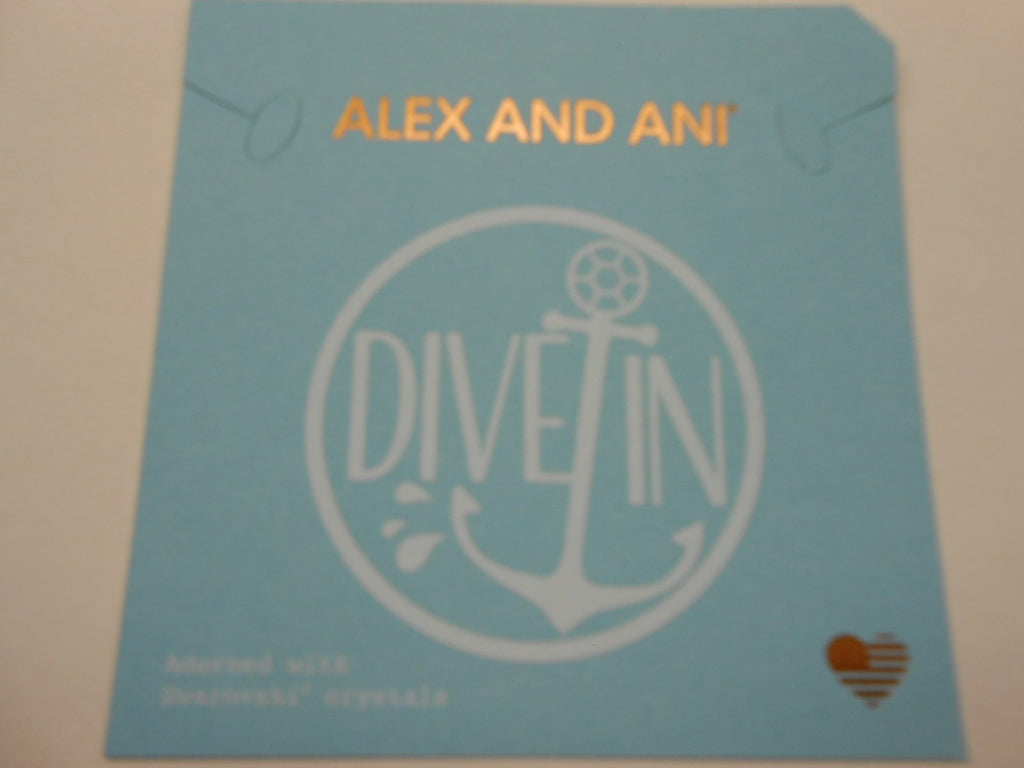 ALEX AND ANI
DIVE IN
Adorned with
Swarovski® crystals